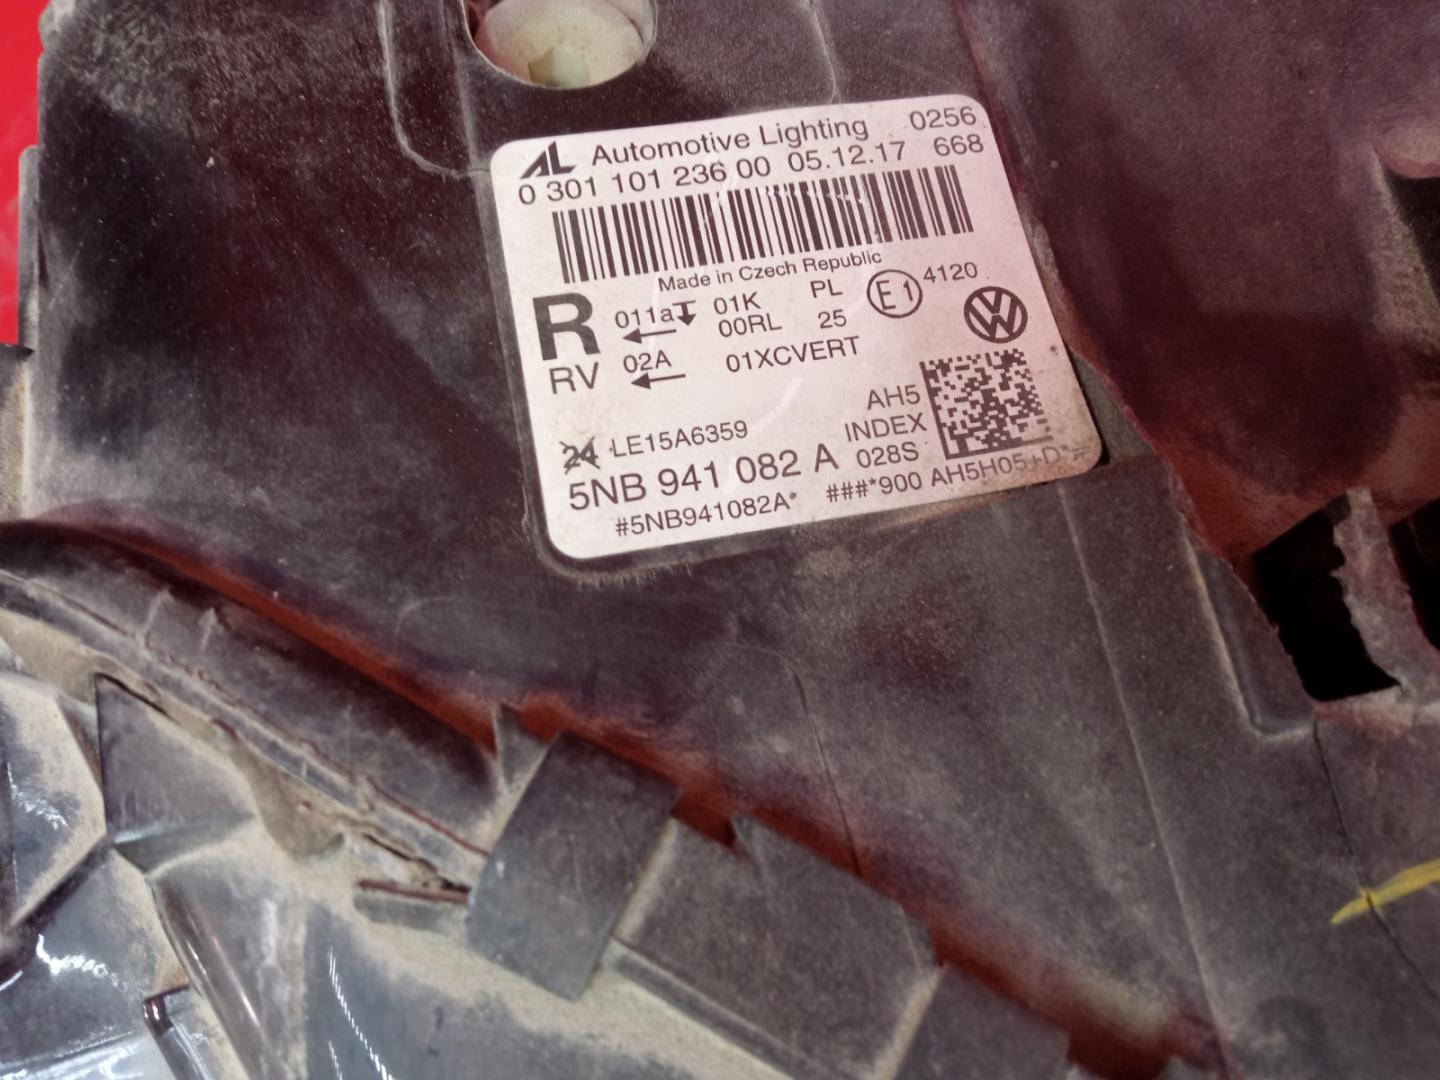 AL Automotive Lighting 0256
0 301 101 236 00 05.12.17 668
Made in Czech Republic
R 011a 01K PL E1 4120
00RL 25
RV 02A 01XCVERT
AH5
24 LE15A6359 INDEX
5NB 941 082 A 028S
#5NB941082A* ###*900 AH5H05+D*=